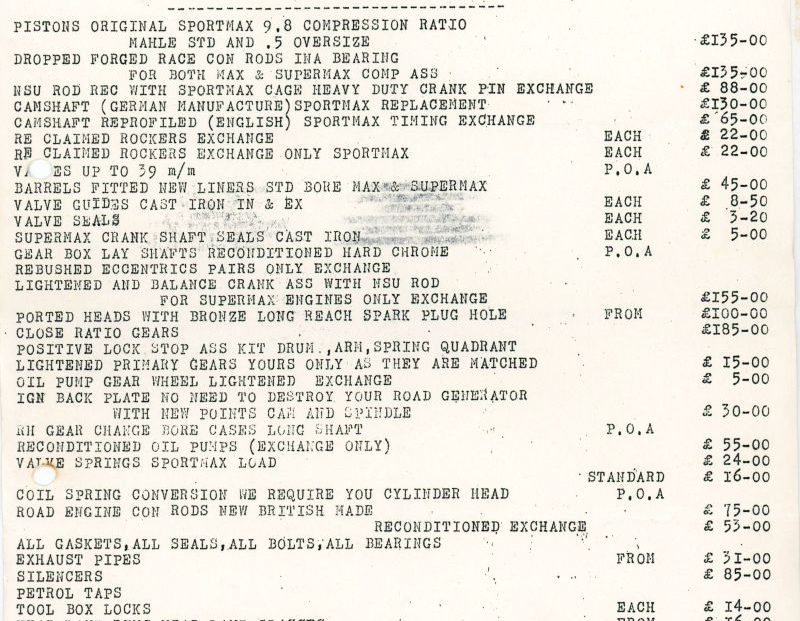 PISTONS ORIGINAL SPORTMAX 9.8 COMPRESSION RATIO
MAHLE STD AND .5 OVERSIZE £135-00
DROPPED FORGED RACE CON RODS INA BEARING
FOR BOTH MAX & SUPERMAX COMP ASS £135-00
NSU ROD REC WITH SPORTMAX CAGE HEAVY DUTY CRANK PIN EXCHANGE £ 88-00
CAMSHAFT (GERMAN MANUFACTURE)SPORTMAX REPLACEMENT £130-00
CAMSHAFT REPROFILED (ENGLISH) SPORTMAX TIMING EXCHANGE £ 65-00
RE CLAIMED ROCKERS EXCHANGE EACH £ 22-00
RE CLAIMED ROCKERS EXCHANGE ONLY SPORTMAX EACH £ 22-00
VA ES UP TO 39 m/m P.O.A
BARRELS FITTED NEW LINERS STD BORE MAX & SUPERMAX £ 45-00
VALVE GUIDES CAST IRON IN & EX EACH £ 8-50
VALVE SEALS EACH £ 3-20
SUPERMAX CRANK SHAFT SEALS CAST IRON EACH £ 5-00
GEAR BOX LAY SHAFTS RECONDITIONED HARD CHROME P.O.A
REBUSHED ECCENTRICS PAIRS ONLY EXCHANGE
LIGHTENED AND BALANCE CRANK ASS WITH NSU ROD
FOR SUPERMAX ENGINES ONLY EXCHANGE £155-00
PORTED HEADS WITH BRONZE LONG REACH SPARK PLUG HOLE FROM £100-00
CLOSE RATIO GEARS £185-00
POSITIVE LOCK STOP ASS KIT DRUM.,ARM,SPRING QUADRANT
LIGHTENED PRIMARY GEARS YOURS ONLY AS THEY ARE MATCHED £ 15-00
OIL PUMP GEAR WHEEL LIGHTENED EXCHANGE £ 5-00
IGN BACK PLATE NO NEED TO DESTROY YOUR ROAD GENERATOR
WITH NEW POINTS CAM AND SPINDLE £ 30-00
RH GEAR CHANGE BORE CASES LONG SHAFT P.O.A
RECONDITIONED OIL PUMPS (EXCHANGE ONLY) £ 55-00
VALVE SPRINGS SPORTMAX LOAD £ 24-00
STANDARD £ 16-00
COIL SPRING CONVERSION WE REQUIRE YOU CYLINDER HEAD P.O.A
ROAD ENGINE CON RODS NEW BRITISH MADE £ 75-00
RECONDITIONED EXCHANGE £ 53-00
ALL GASKETS,ALL SEALS,ALL BOLTS,ALL BEARINGS
EXHAUST PIPES FROM £ 31-00
SILENCERS £ 85-00
PETROL TAPS
TOOL BOX LOCKS EACH £ 14-00